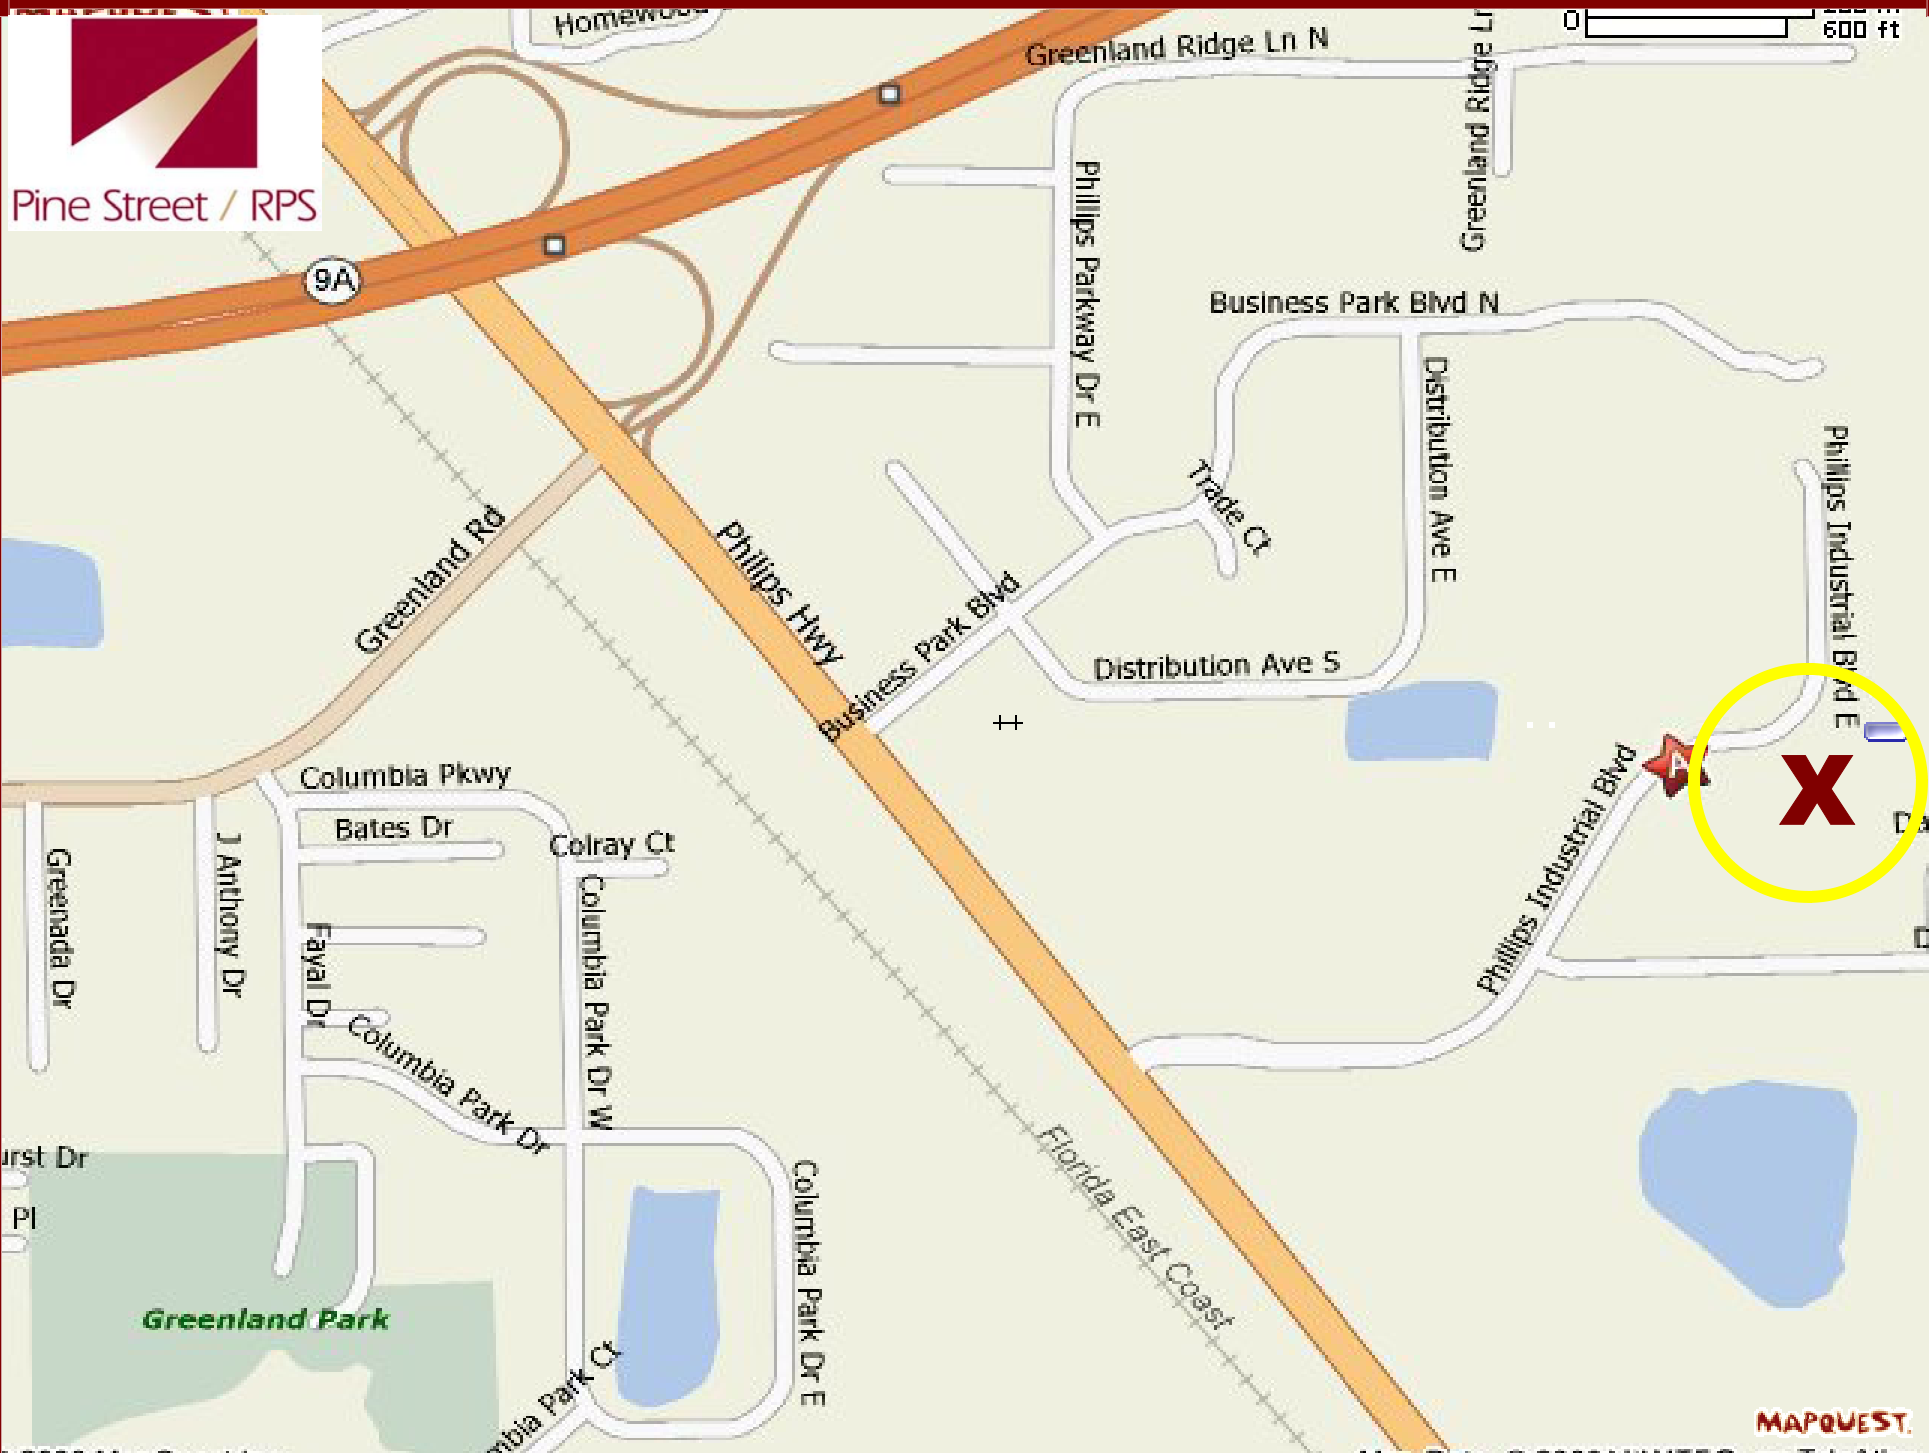 Homewood
Greenland Ridge Ln N
0
600 ft
Greenland Ridge Ln
Pine Street / RPS
Phillips Parkway Dr E
9A
Business Park Blvd N
Distribution Ave E
Phillips Industrial Blvd E
Trade Ct
Greenland Rd
Philips Hwy
Business Park Blvd
Distribution Ave S
A
X
Phillips Industrial Blvd
Columbia Pkwy
Bates Dr
Colray Ct
Greenada Dr
J Anthony Dr
Fayal Dr
Columbia Park Dr W
Columbia Park Dr
urst Dr
Pl
Florida East Coast
Columbia Park Dr E
Greenland Park
mbia Park Ct
MAPQUEST.